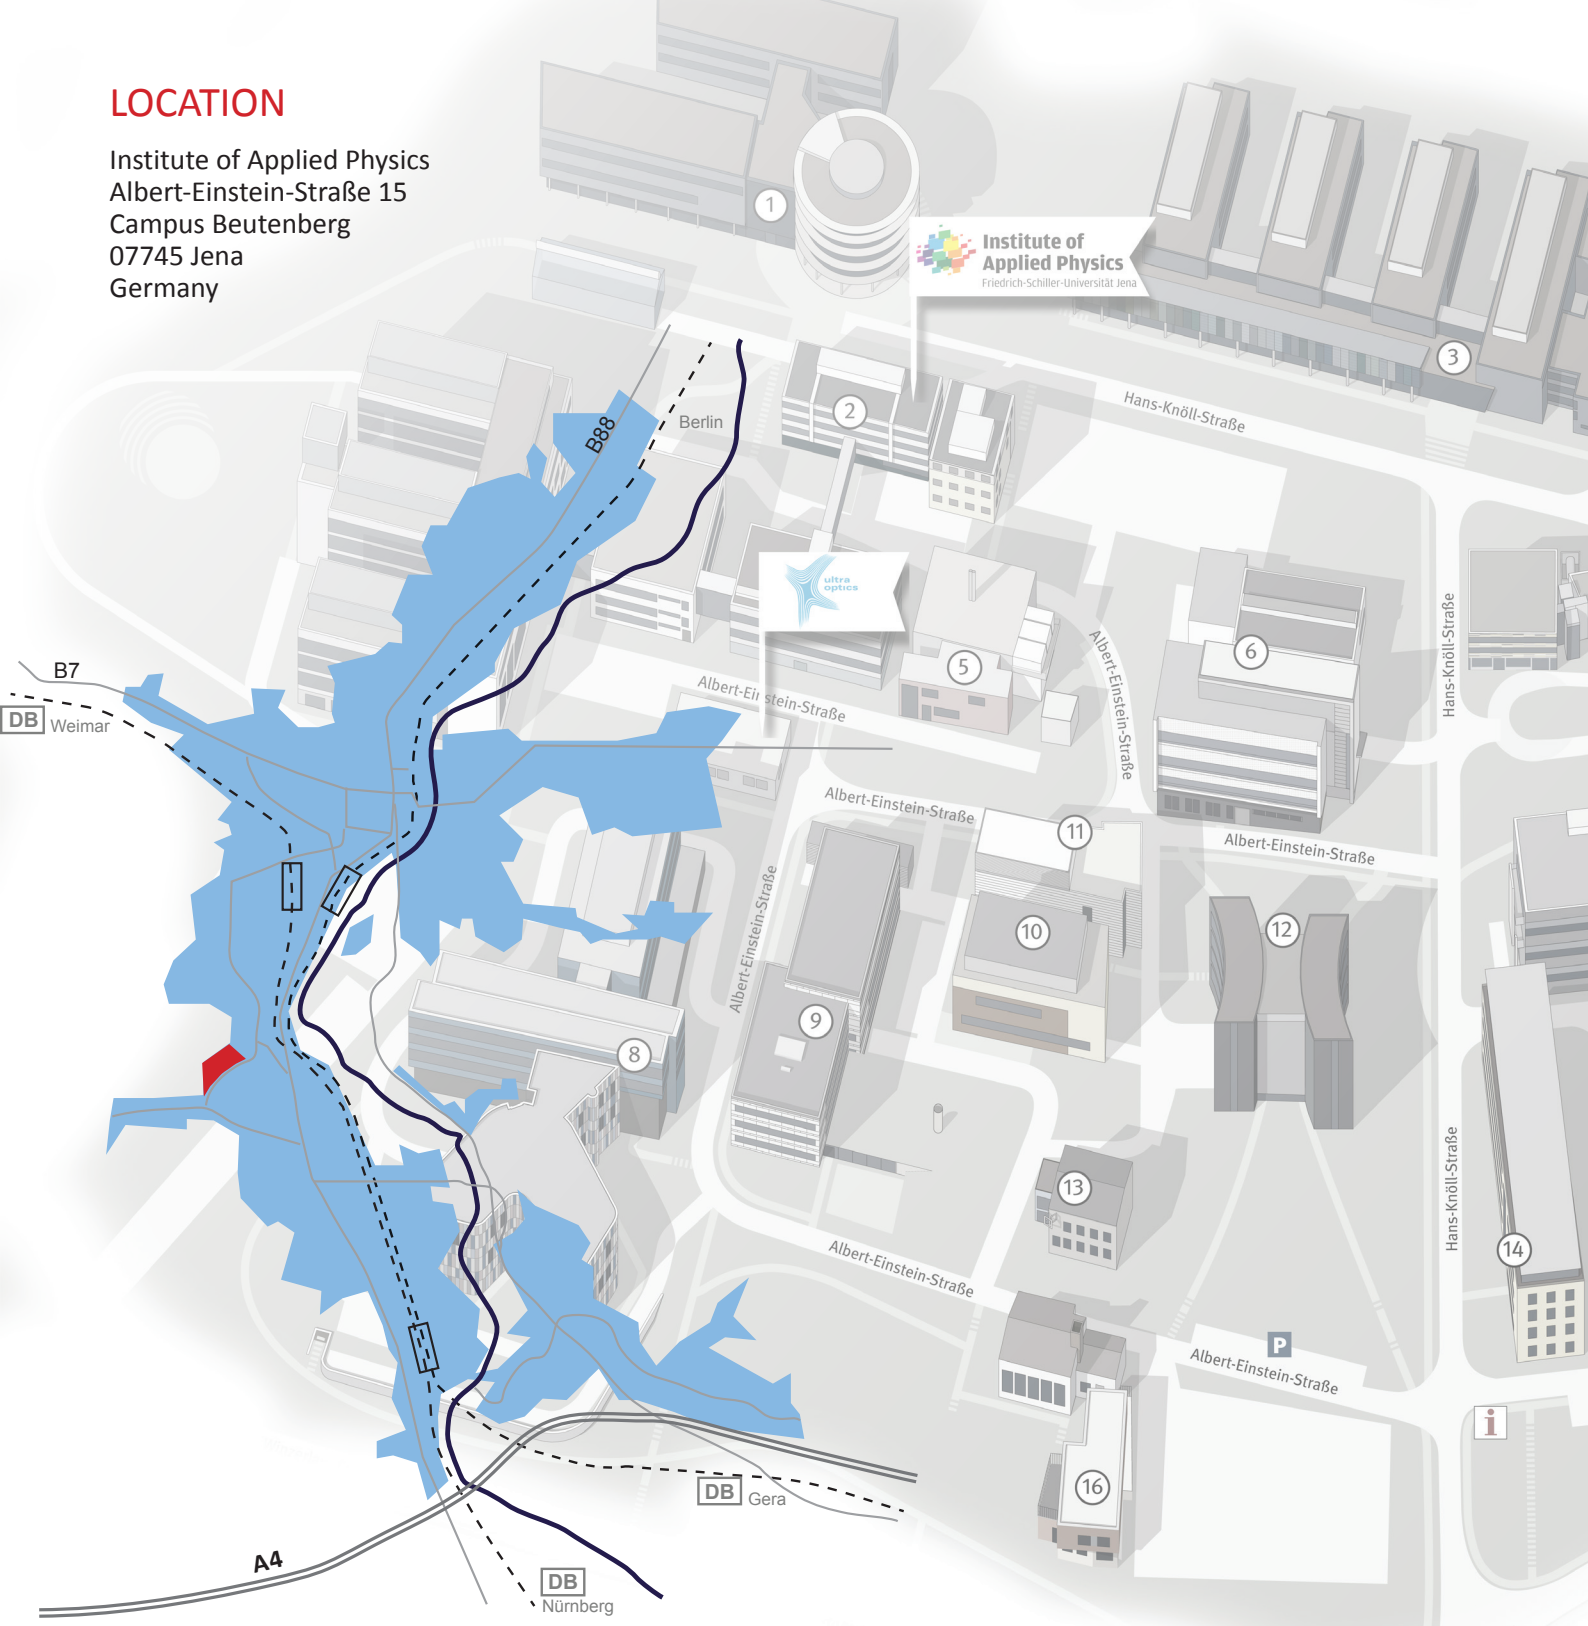 LOCATION
Institute of Applied Physics
Albert-Einstein-Straße 15
Campus Beutenberg
07745 Jena
Germany
1
Institute of
Applied Physics
Friedrich-Schiller-Universität Jena
3
2
Hans-Knöll-Straße
B88
Berlin
ultra
optics
5
6
Albert-Einstein-Straße
Hans-Knöll-Straße
B7
DB
Weimar
Albert-Ei stein-Straße
Albert-Einstein-Straße
11
Albert-Einstein-Straße
Albert-Einstein-Straße
10
12
9
8
13
Hans-Knöll-Straße
14
Albert-Einstein-Straße
P
Albert-Einstein-Straße
i
16
DB
Gera
A4
DB
Nürnberg